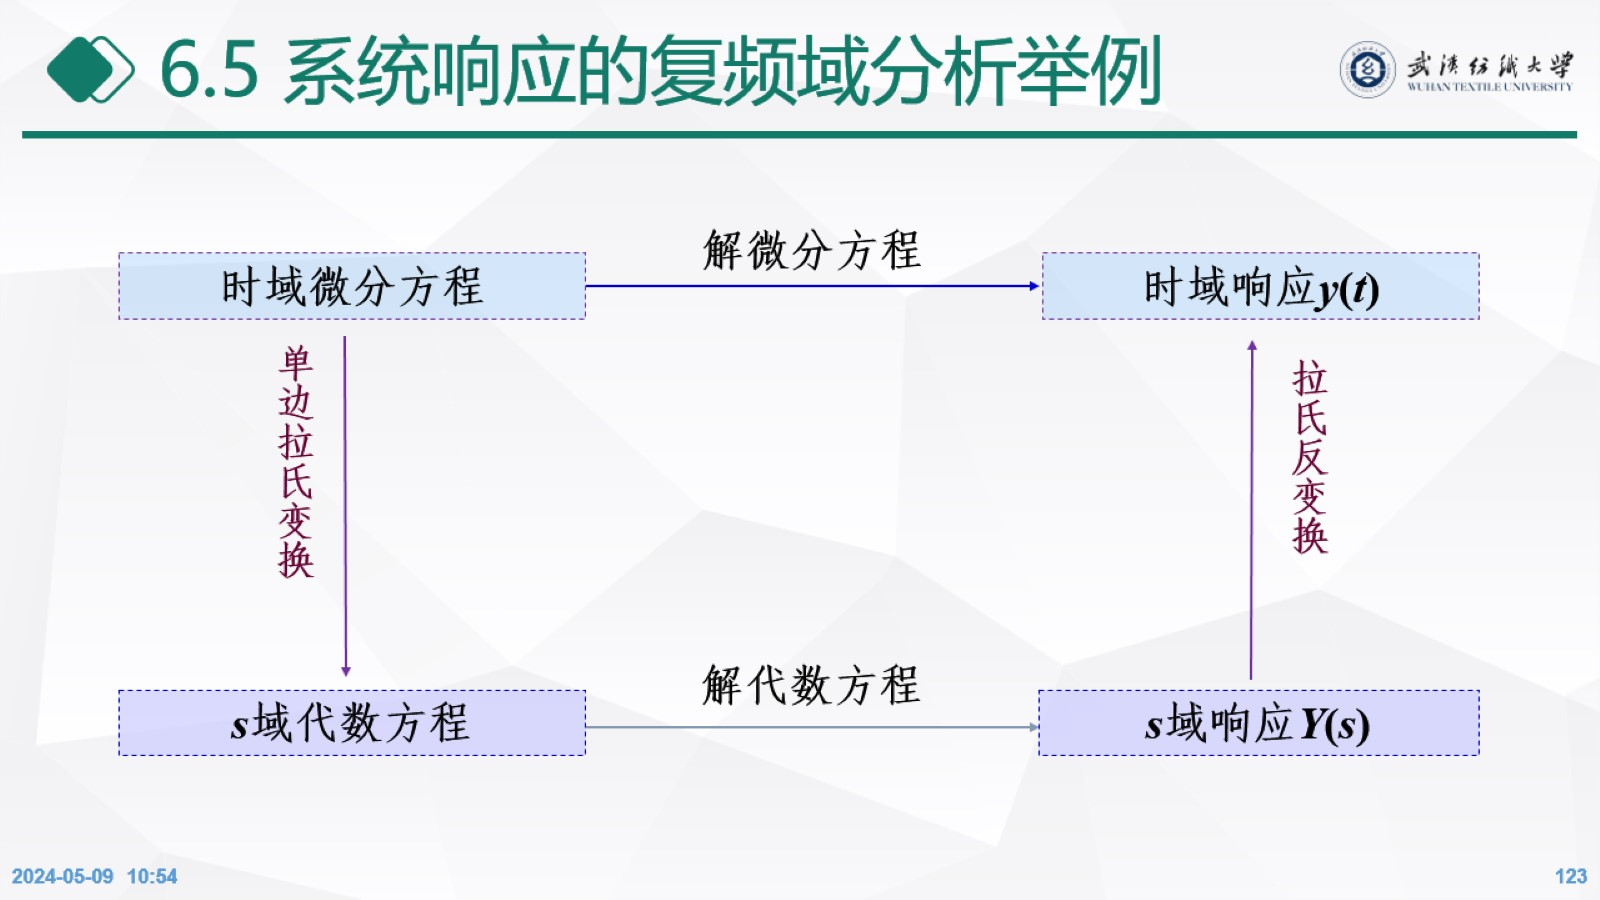 6.5 系统响应的复频域分析举例
武汉纺织大学
WUHAN TEXTILE UNIVERSITY
解微分方程
时域微分方程
时域响应y(t)
单边拉氏变换
拉氏反变换
解代数方程
s域代数方程
s域响应Y(s)
2024-05-09 10:54
123